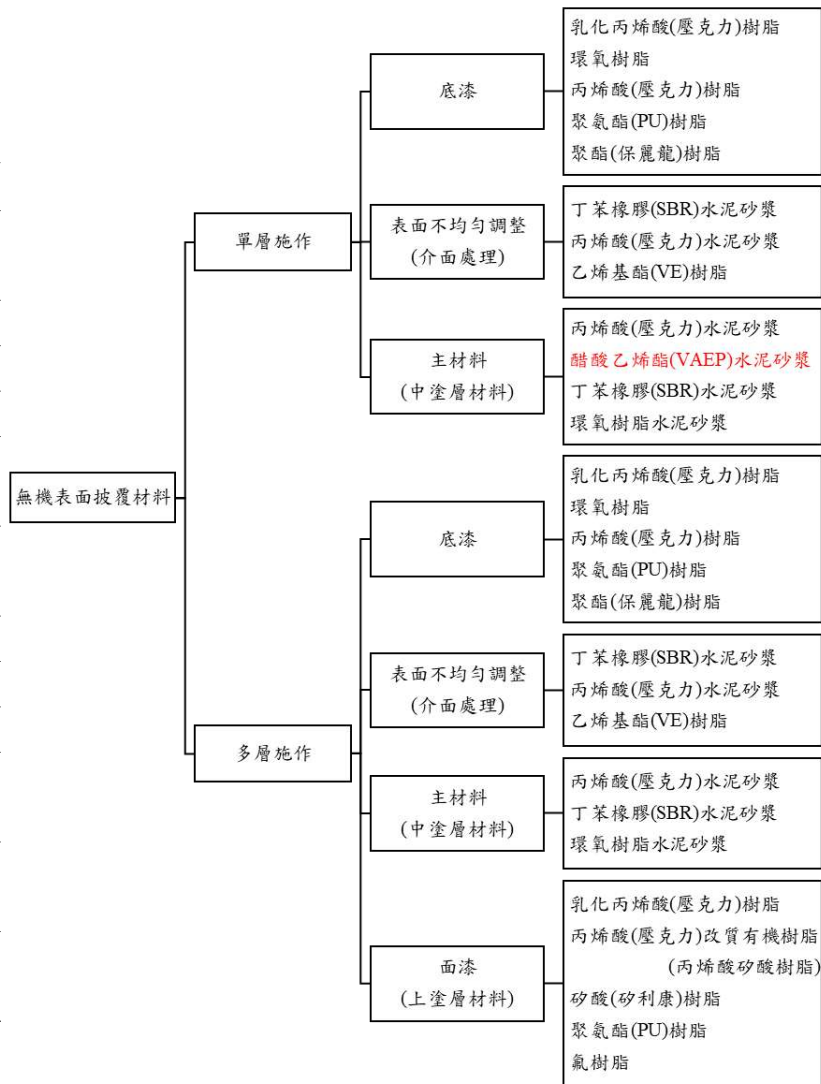 無機表面披覆材料
單層施作
底漆
乳化丙烯酸(壓克力)樹脂
環氧樹脂
丙烯酸(壓克力)樹脂
聚氨酯(PU)樹脂
聚酯(保麗龍)樹脂
表面不均勻調整
(介面處理)
丁苯橡膠(SBR)水泥砂漿
丙烯酸(壓克力)水泥砂漿
乙烯基酯(VE)樹脂
主材料
(中塗層材料)
丙烯酸(壓克力)水泥砂漿
醋酸乙烯酯(VAEP)水泥砂漿
丁苯橡膠(SBR)水泥砂漿
環氧樹脂水泥砂漿
多層施作
底漆
乳化丙烯酸(壓克力)樹脂
環氧樹脂
丙烯酸(壓克力)樹脂
聚氨酯(PU)樹脂
聚酯(保麗龍)樹脂
表面不均勻調整
(介面處理)
丁苯橡膠(SBR)水泥砂漿
丙烯酸(壓克力)水泥砂漿
乙烯基酯(VE)樹脂
主材料
(中塗層材料)
丙烯酸(壓克力)水泥砂漿
丁苯橡膠(SBR)水泥砂漿
環氧樹脂水泥砂漿
面漆
(上塗層材料)
乳化丙烯酸(壓克力)樹脂
丙烯酸(壓克力)改質有機樹脂
(丙烯酸矽酸樹脂)
矽酸(矽利康)樹脂
聚氨酯(PU)樹脂
氟樹脂